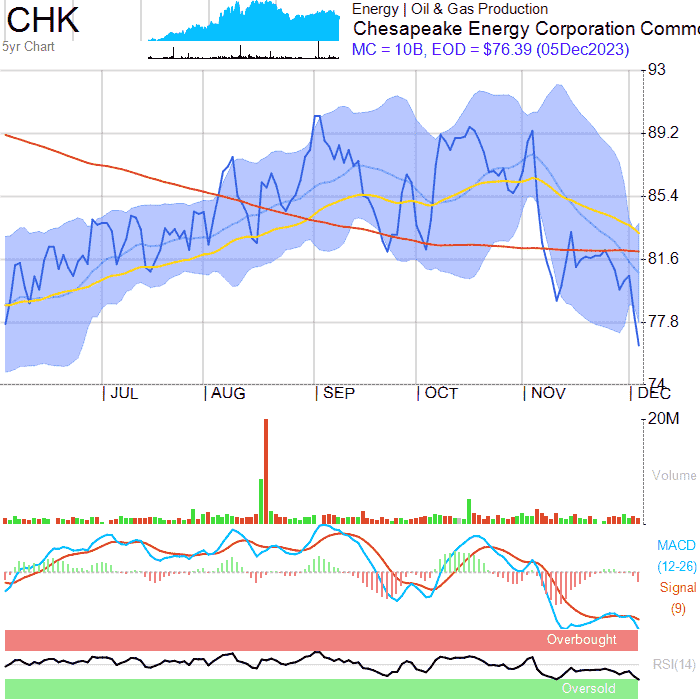 CHK
5yr Chart
Energy | Oil & Gas Production
Chesapeake Energy Corporation Commo
MC = 10B, EOD = $76.39 (05Dec2023)
93
89.2
85.4
81.6
77.8
74
| JUL | AUG | SEP | OCT | NOV | DEC
20M
Volume
MACD
(12-26)
Signal
(9)
Overbought
RSI(14)
Oversold